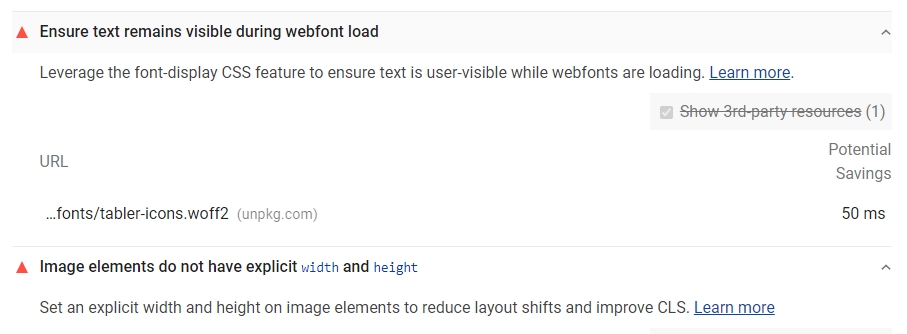 Ensure text remains visible during webfont load
Leverage the font-display CSS feature to ensure text is user-visible while webfonts are loading. Learn more.
Show 3rd-party resources (1)
URL
Potential
Savings
…fonts/tabler-icons.woff2 (unpkg.com)
50 ms
Image elements do not have explicit width and height
Set an explicit width and height on image elements to reduce layout shifts and improve CLS. Learn more